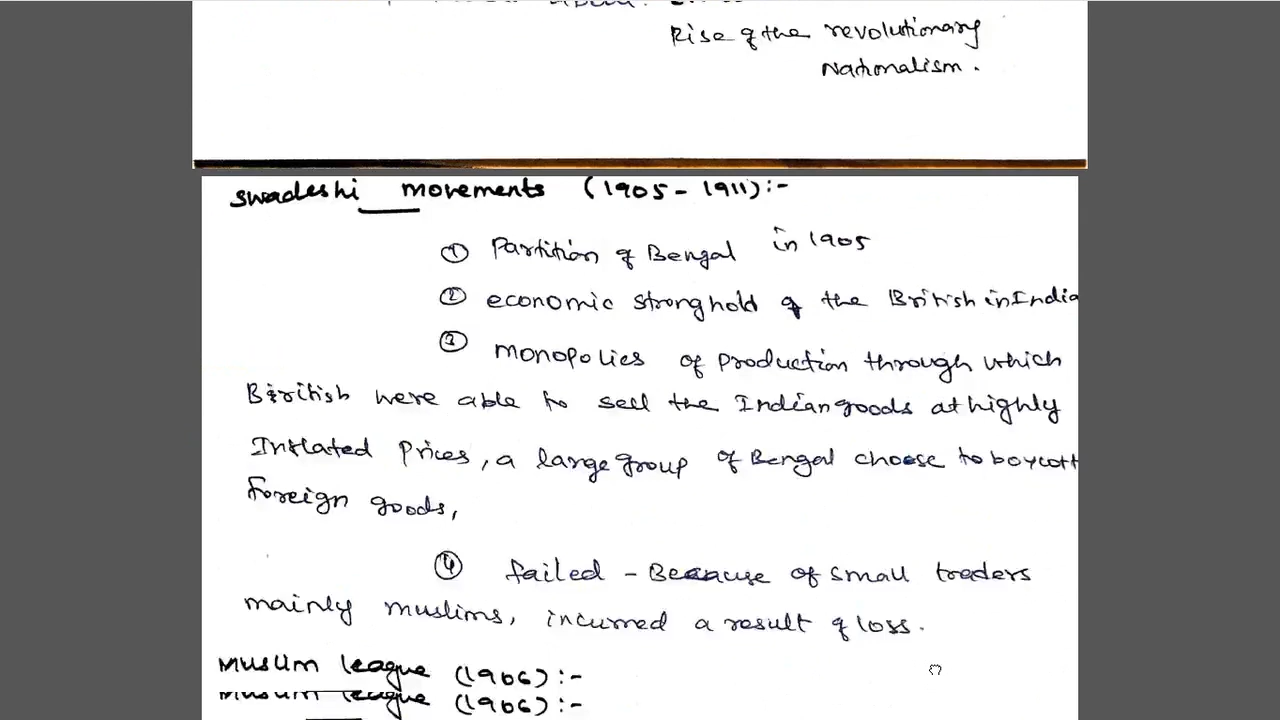 Rise of the revolutionary
Nationalism.
Swadeshi movements (1905-1911):-
① Partition of Bengal in 1905
② economic stronghold of the British in India
③ monopolies of production through which
British were able to sell the Indian goods at highly
Inflated Prices, a large group of Bengal choose to boycott
foreign goods,
④ failed - Because of small traders
mainly muslims, incurred a result of loss.
Muslim league (1906):-
Muslim league (1906):-